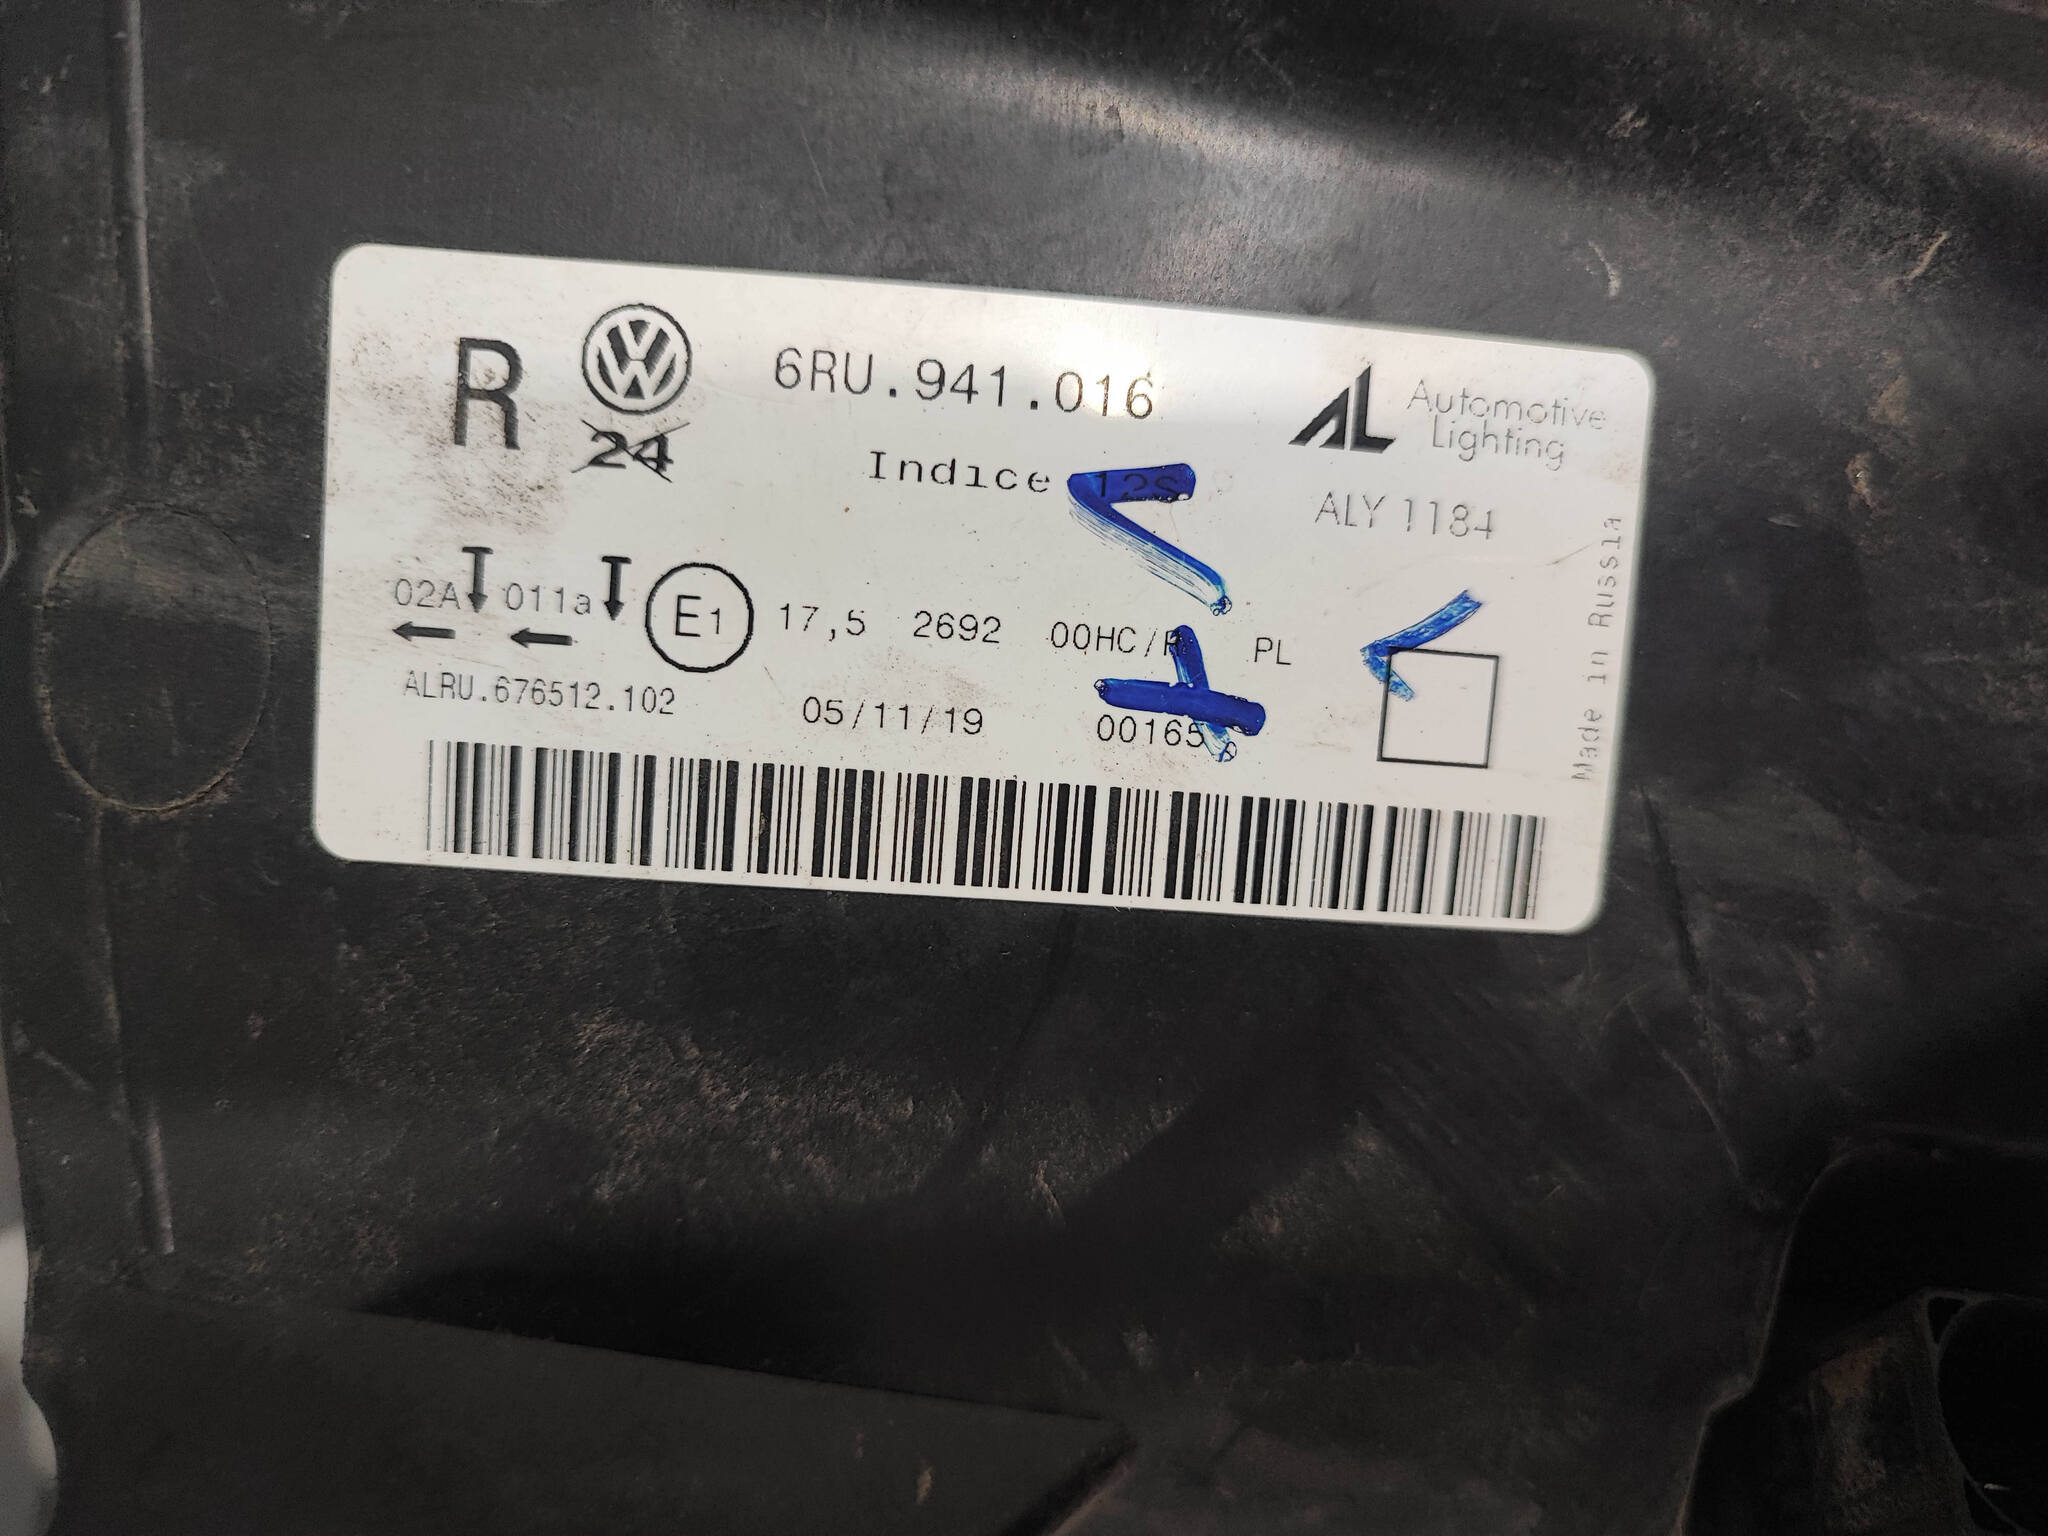 R 6RU.941.016 Automotive
Lighting
24
Indice
ALY 1184
02A 011a E1 17,5 2692 00HC/R PL
ALRU.676512.102 05/11/19 00165
Made in Russia